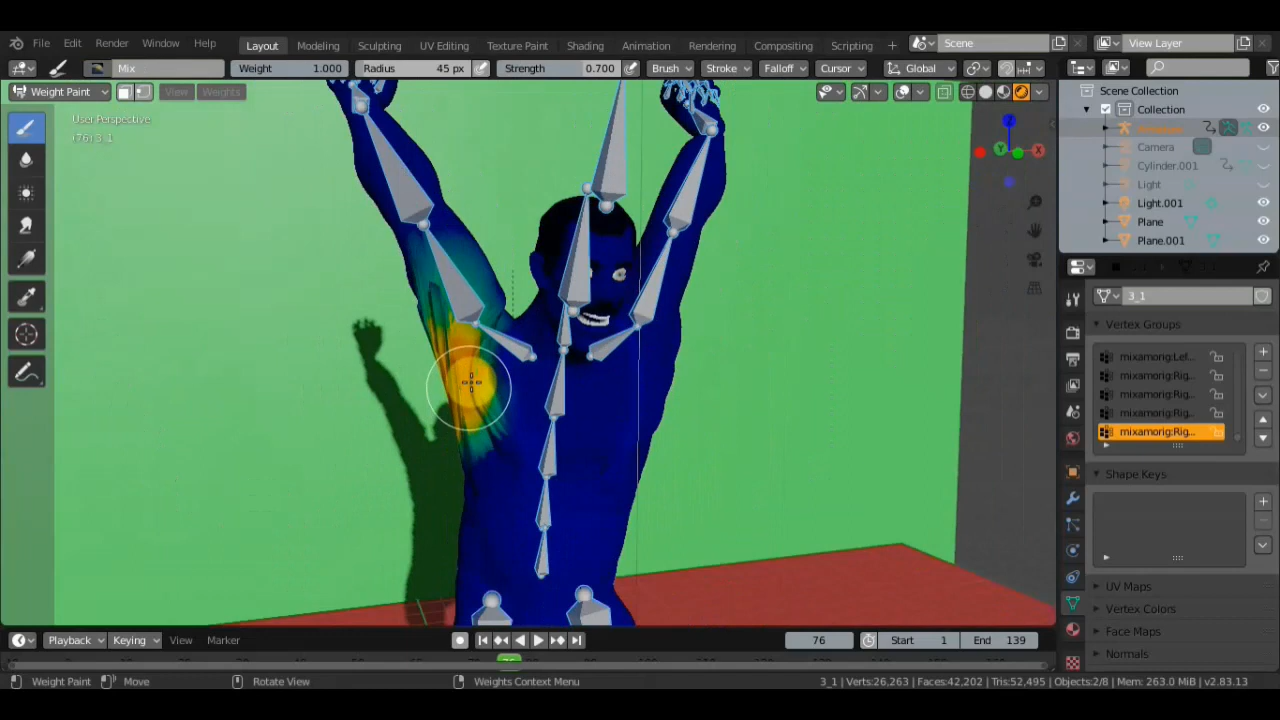 File Edit Render Window Help Layout Modeling Sculpting UV Editing Texture Paint Shading Animation Rendering Compositing Scripting + Scene View Layer
Mix Weight 1.000 Radius 45 px Strength 0.700 Brush Stroke Falloff Cursor Global
Weight Paint View Weights
User Perspective
(76) 3_1
Z
Y
X
Scene Collection
Collection
Camera
Cylinder.001
Light
Light.001
Plane
Plane.001
3_1
Vertex Groups
mixamorig:Lef...
mixamorig:Rig...
mixamorig:Rig...
mixamorig:Rig...
mixamorig:Rig...
Shape Keys
UV Maps
Vertex Colors
Face Maps
Normals
Playback Keying View Marker 76 Start 1 End 139
Weight Paint Move Rotate View Weights Context Menu 3_1 | Verts:26,263 | Faces:42,202 | Tris:52,495 | Objects:2/8 | Mem: 263.0 MiB | v2.83.13